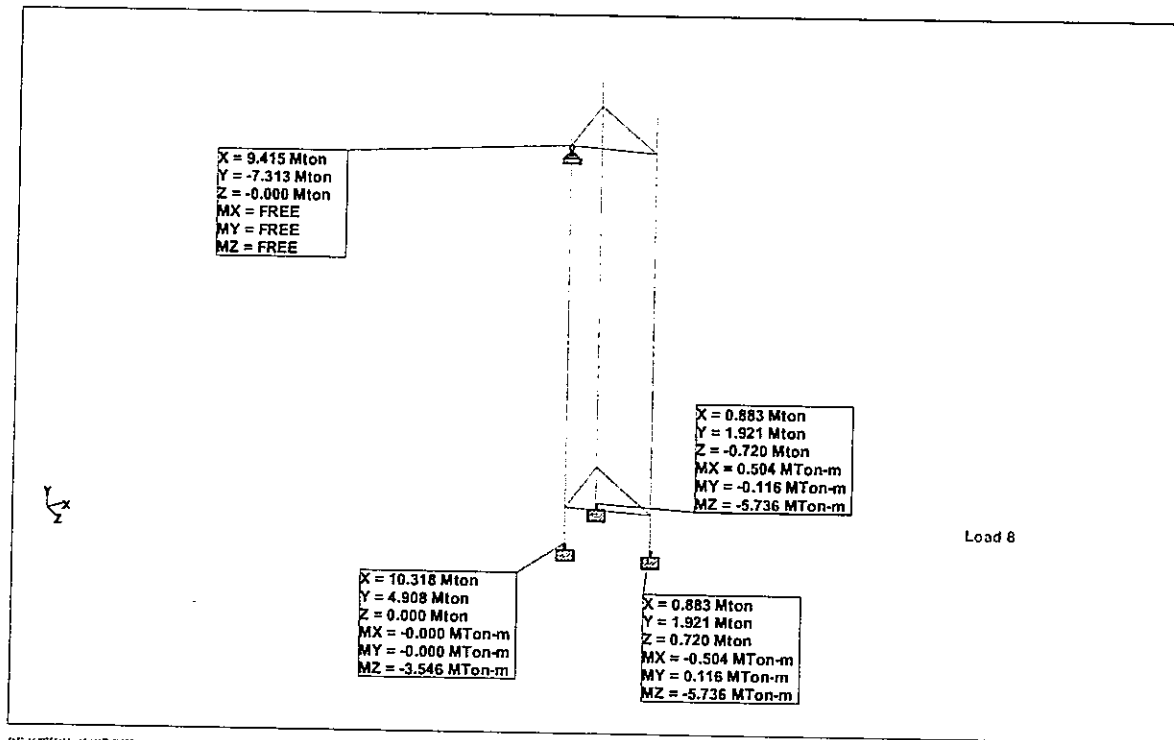 X = 9.415 Mton
Y = -7.313 Mton
Z = -0.000 Mton
MX = FREE
MY = FREE
MZ = FREE
X = 0.883 Mton
Y = 1.921 Mton
Z = -0.720 Mton
MX = 0.504 MTon-m
MY = -0.116 MTon-m
MZ = -5.736 MTon-m
Y
X
Z
Load 8
X = 10.318 Mton
Y = 4.908 Mton
Z = 0.000 Mton
MX = -0.000 MTon-m
MY = -0.000 MTon-m
MZ = -3.546 MTon-m
X = 0.883 Mton
Y = 1.921 Mton
Z = 0.720 Mton
MX = -0.504 MTon-m
MY = 0.116 MTon-m
MZ = -5.736 MTon-m